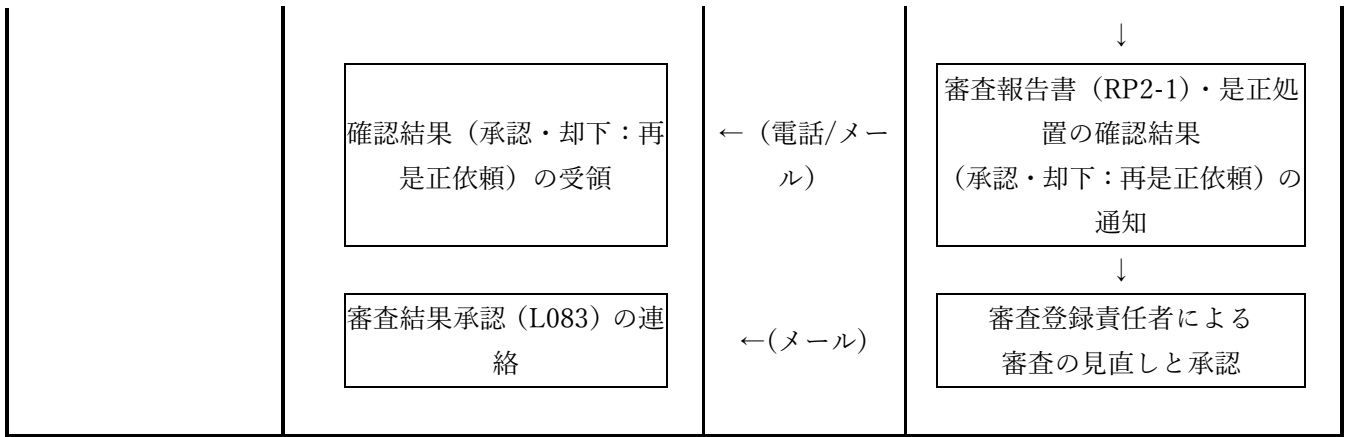 ↓
確認結果（承認・却下：再
是正依頼）の受領
←（電話/メー
ル）
審査報告書（RP2-1）・是正処
置の確認結果
（承認・却下：再是正依頼）の
通知
↓
審査結果承認（L083）の連
絡
←(メール)
審査登録責任者による
審査の見直しと承認